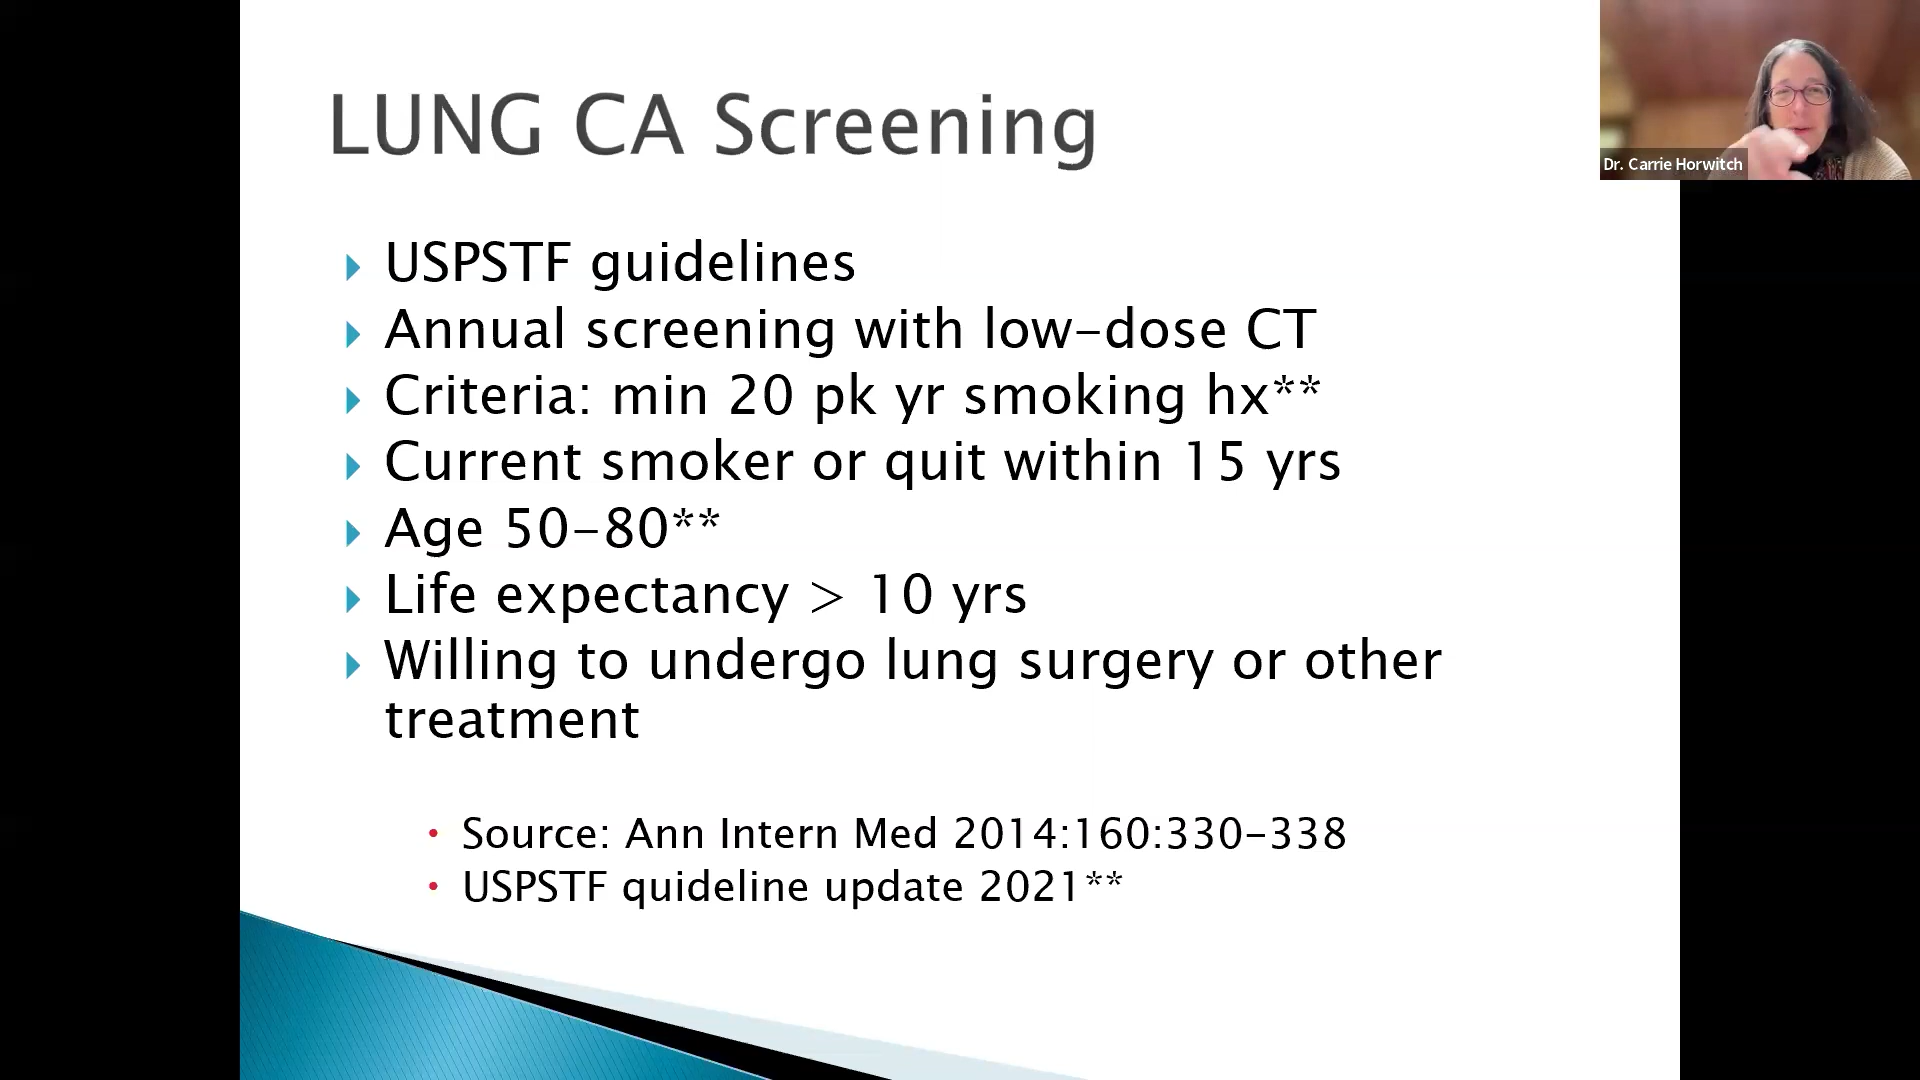 LUNG CA Screening
Dr. Carrie Horwitch
USPSTF guidelines
Annual screening with low-dose CT
Criteria: min 20 pk yr smoking hx**
Current smoker or quit within 15 yrs
Age 50-80**
Life expectancy > 10 yrs
Willing to undergo lung surgery or other
treatment
Source: Ann Intern Med 2014:160:330-338
USPSTF quideline update 2021**